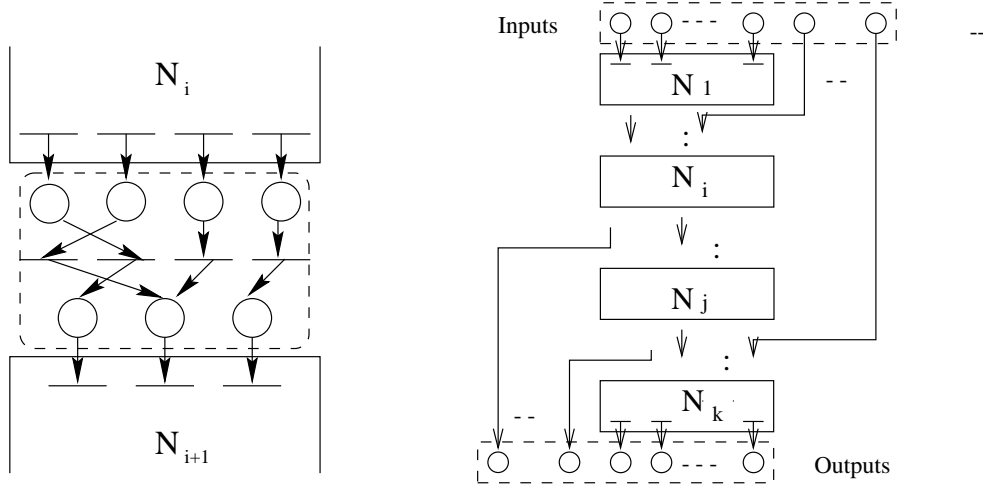 N i
N i+1
Inputs
- - -
--
N 1
- -
:
N i
:
N j
:
N k
- -
- - -
Outputs